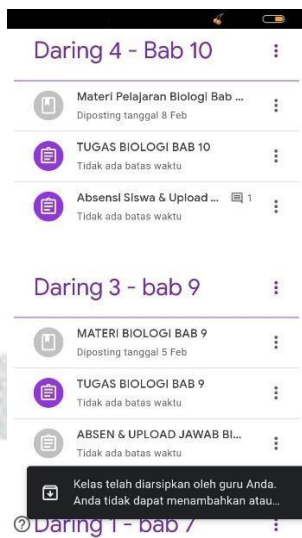 Daring 4 - Bab 10
Materi Pelajaran Biologi Bab ...
Diposting tanggal 8 Feb
TUGAS BIOLOGI BAB 10
Tidak ada batas waktu
Absensi Siswa & Upload ... 1
Tidak ada batas waktu
Daring 3 - bab 9
MATERI BIOLOGI BAB 9
Diposting tanggal 5 Feb
TUGAS BIOLOGI BAB 9
Tidak ada batas waktu
ABSEN & UPLOAD JAWAB BI...
Tidak ada batas waktu
Kelas telah diarsipkan oleh guru Anda.
Anda tidak dapat menambahkan atau...
Daring 1 - bab 7